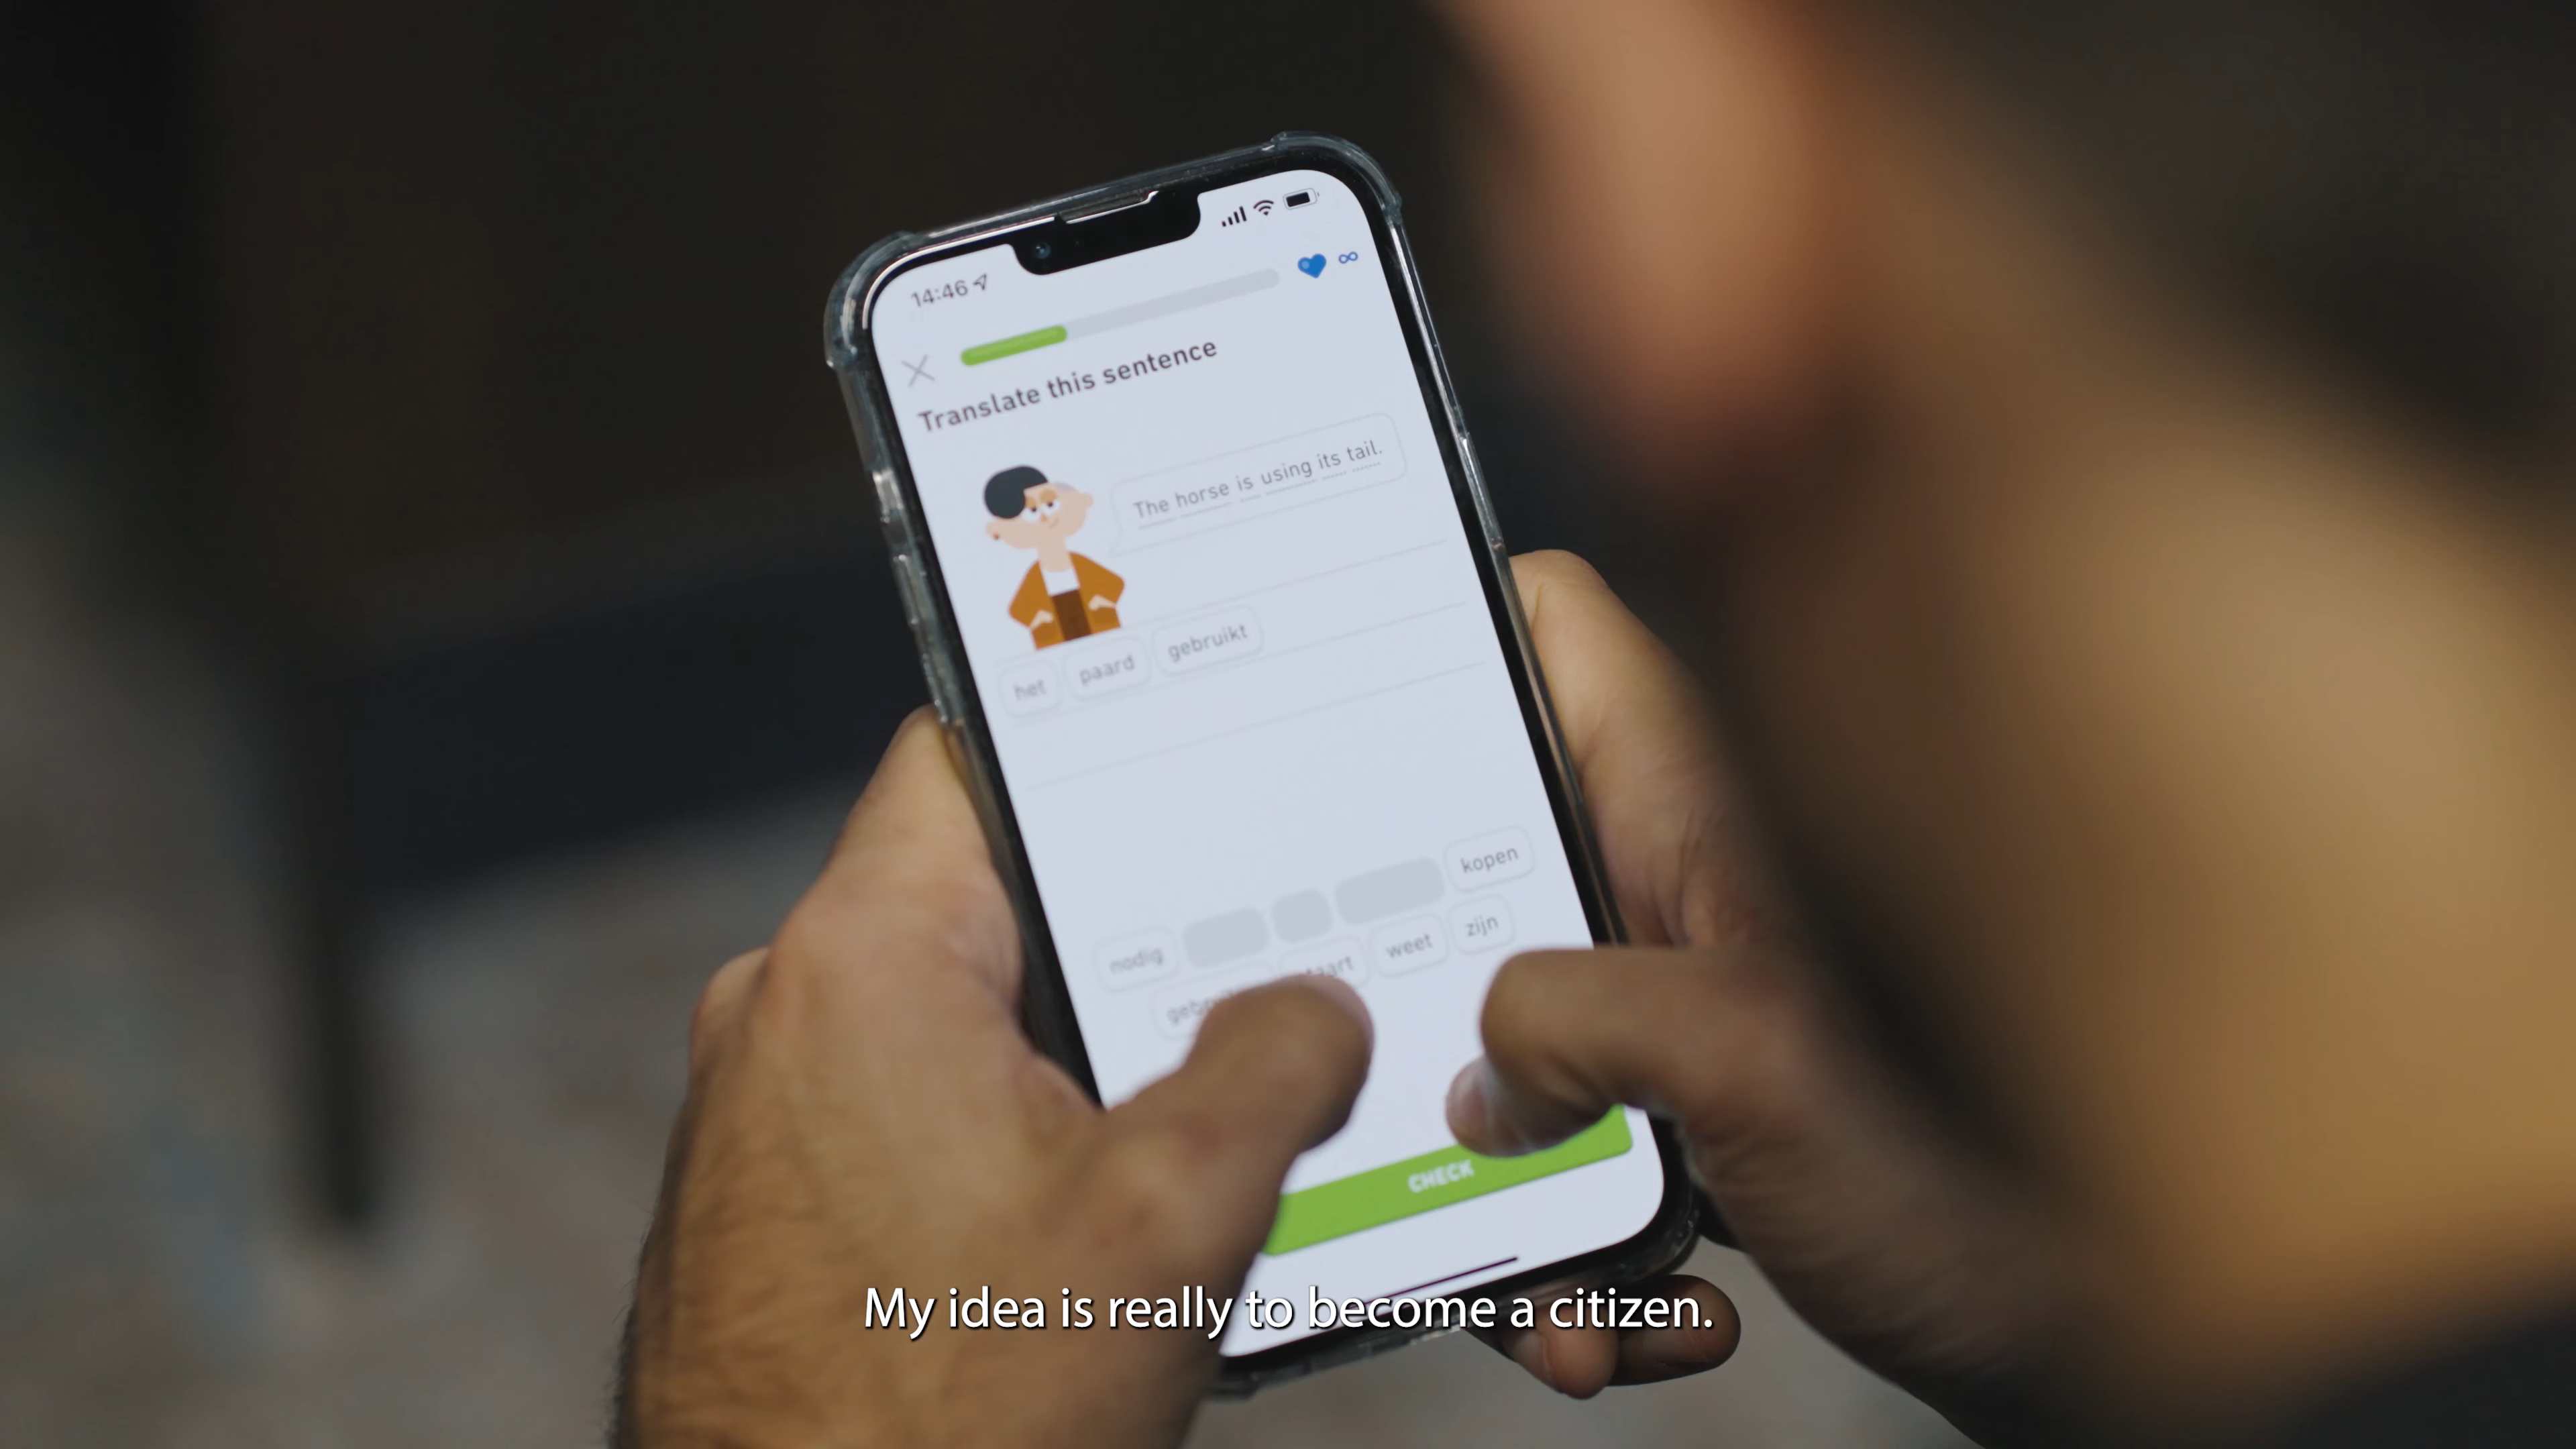 14:46
Translate this sentence
The horse is using its tail.
het paard gebruikt
nodig kopen
weet zijn
CHECK
My idea is really to become a citizen.